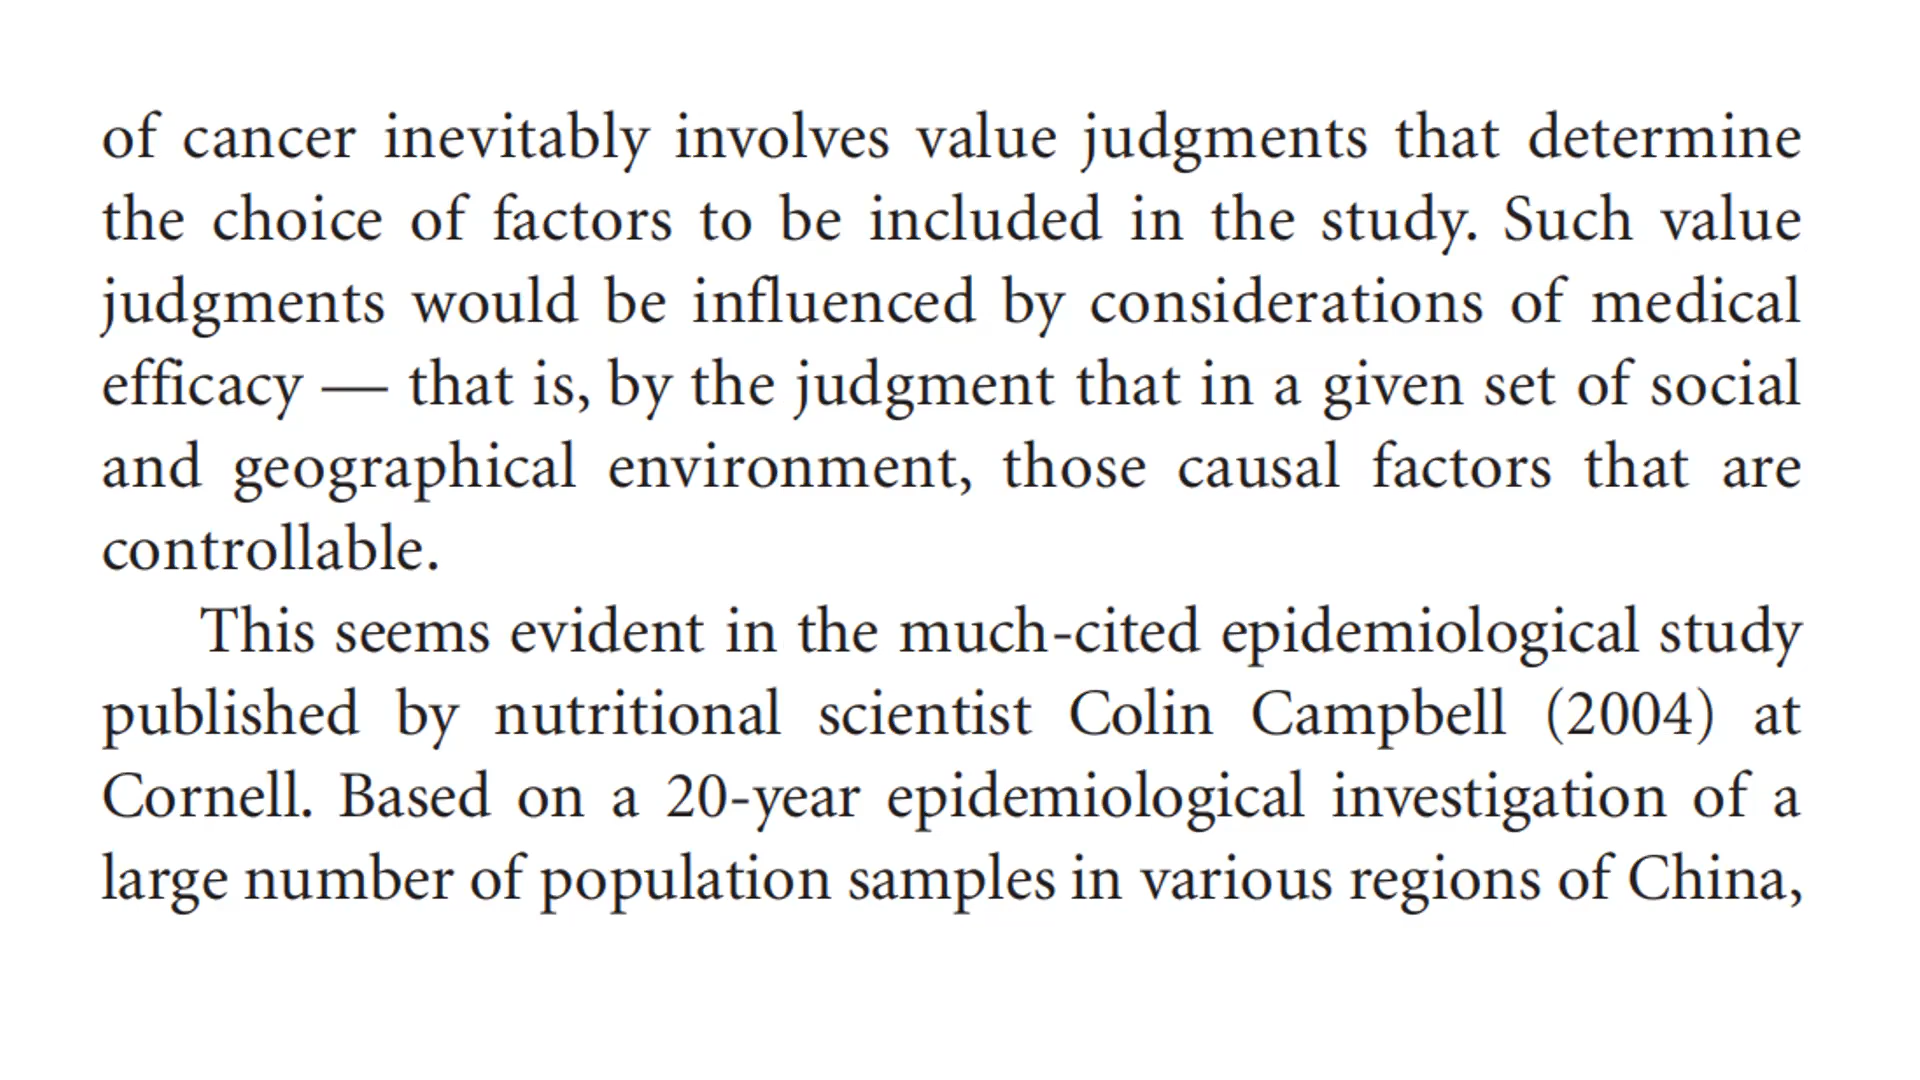 of cancer inevitably involves value judgments that determine
the choice of factors to be included in the study. Such value
judgments would be influenced by considerations of medical
efficacy — that is, by the judgment that in a given set of social
and geographical environment, those causal factors that are
controllable.
This seems evident in the much-cited epidemiological study
published by nutritional scientist Colin Campbell (2004) at
Cornell. Based on a 20-year epidemiological investigation of a
large number of population samples in various regions of China,